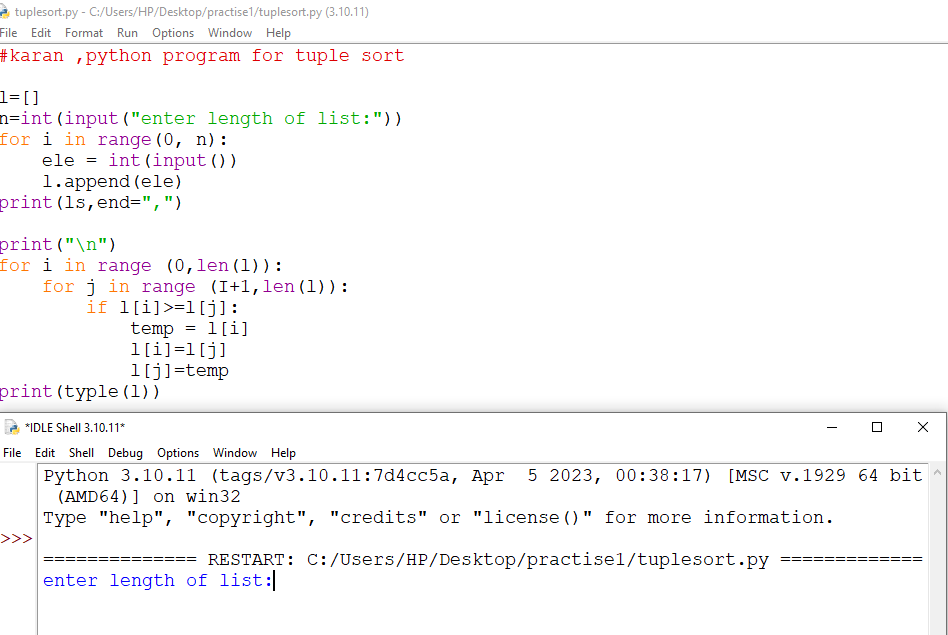 tuplesort.py - C:/Users/HP/Desktop/practise1/tuplesort.py (3.10.11)
File Edit Format Run Options Window Help
#karan ,python program for tuple sort
l=[]
n=int(input("enter length of list:"))
for i in range(0, n):
    ele = int(input())
    l.append(ele)
print(ls,end=",")
print("\n")
for i in range (0,len(l)):
    for j in range (I+1,len(l)):
        if l[i]>=l[j]:
            temp = l[i]
            l[i]=l[j]
            l[j]=temp
print(typle(l))
*IDLE Shell 3.10.11*
File Edit Shell Debug Options Window Help
Python 3.10.11 (tags/v3.10.11:7d4cc5a, Apr  5 2023, 00:38:17) [MSC v.1929 64 bit
 (AMD64)] on win32
Type "help", "copyright", "credits" or "license()" for more information.
>>>
============== RESTART: C:/Users/HP/Desktop/practise1/tuplesort.py =============
enter length of list: